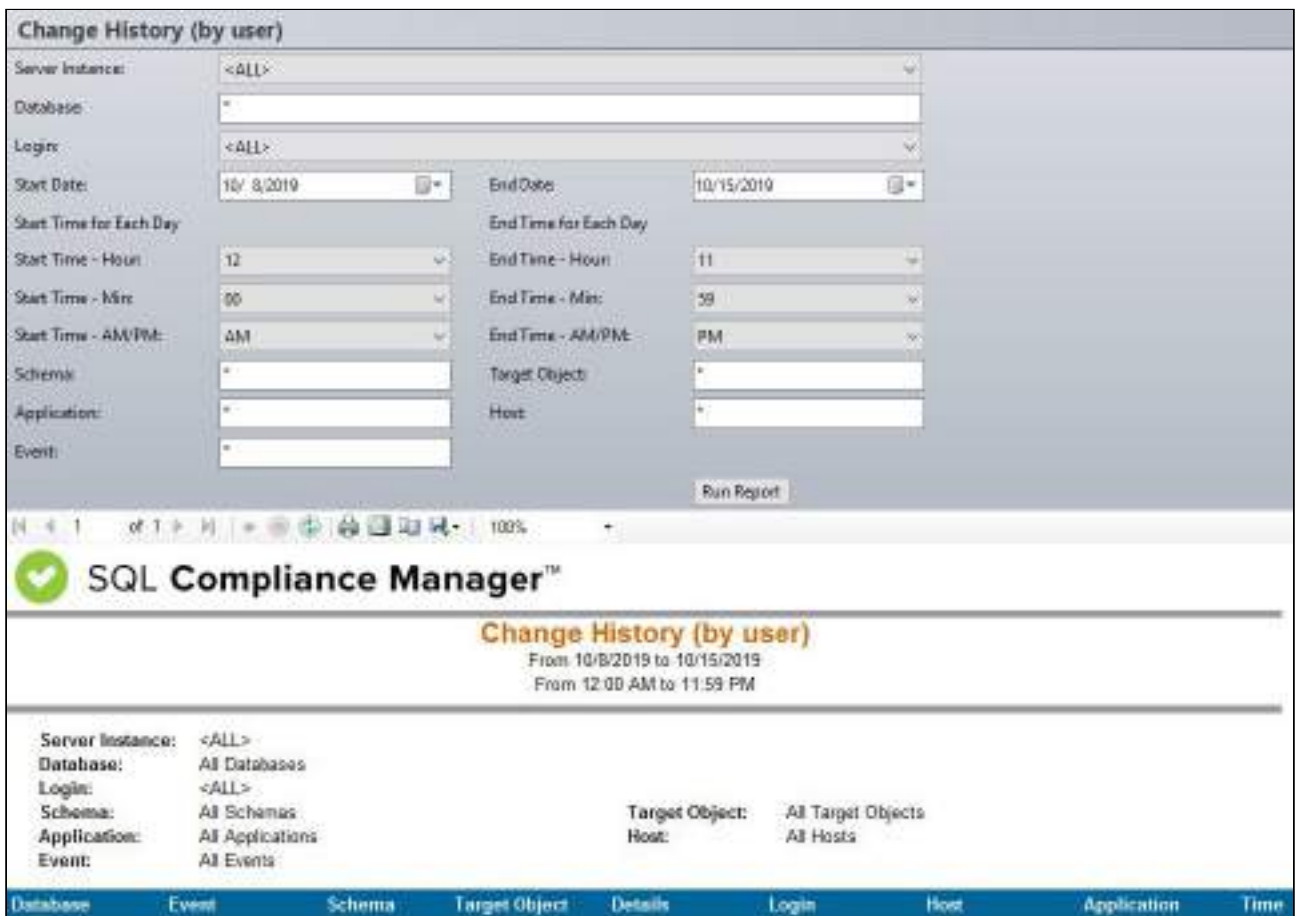 Change History (by user)
Server Instance: <ALL>
Database: *
Login: <ALL>
Start Date: 10/ 8/2019 End Date: 10/15/2019
Start Time for Each Day End Time for Each Day
Start Time - Hour: 12 End Time - Hour: 11
Start Time - Min: 00 End Time - Min: 59
Start Time - AM/PM: AM End Time - AM/PM: PM
Schema: * Target Object: *
Application: * Host: *
Event: *
Run Report
1 of 1 100%
SQL Compliance Manager™
Change History (by user)
From 10/8/2019 to 10/15/2019
From 12:00 AM to 11:59 PM
Server Instance: <ALL>
Database: All Databases
Login: <ALL>
Schema: All Schemas Target Object: All Target Objects
Application: All Applications Host: All Hosts
Event: All Events
Database Event Schema Target Object Details Login Host Application Time